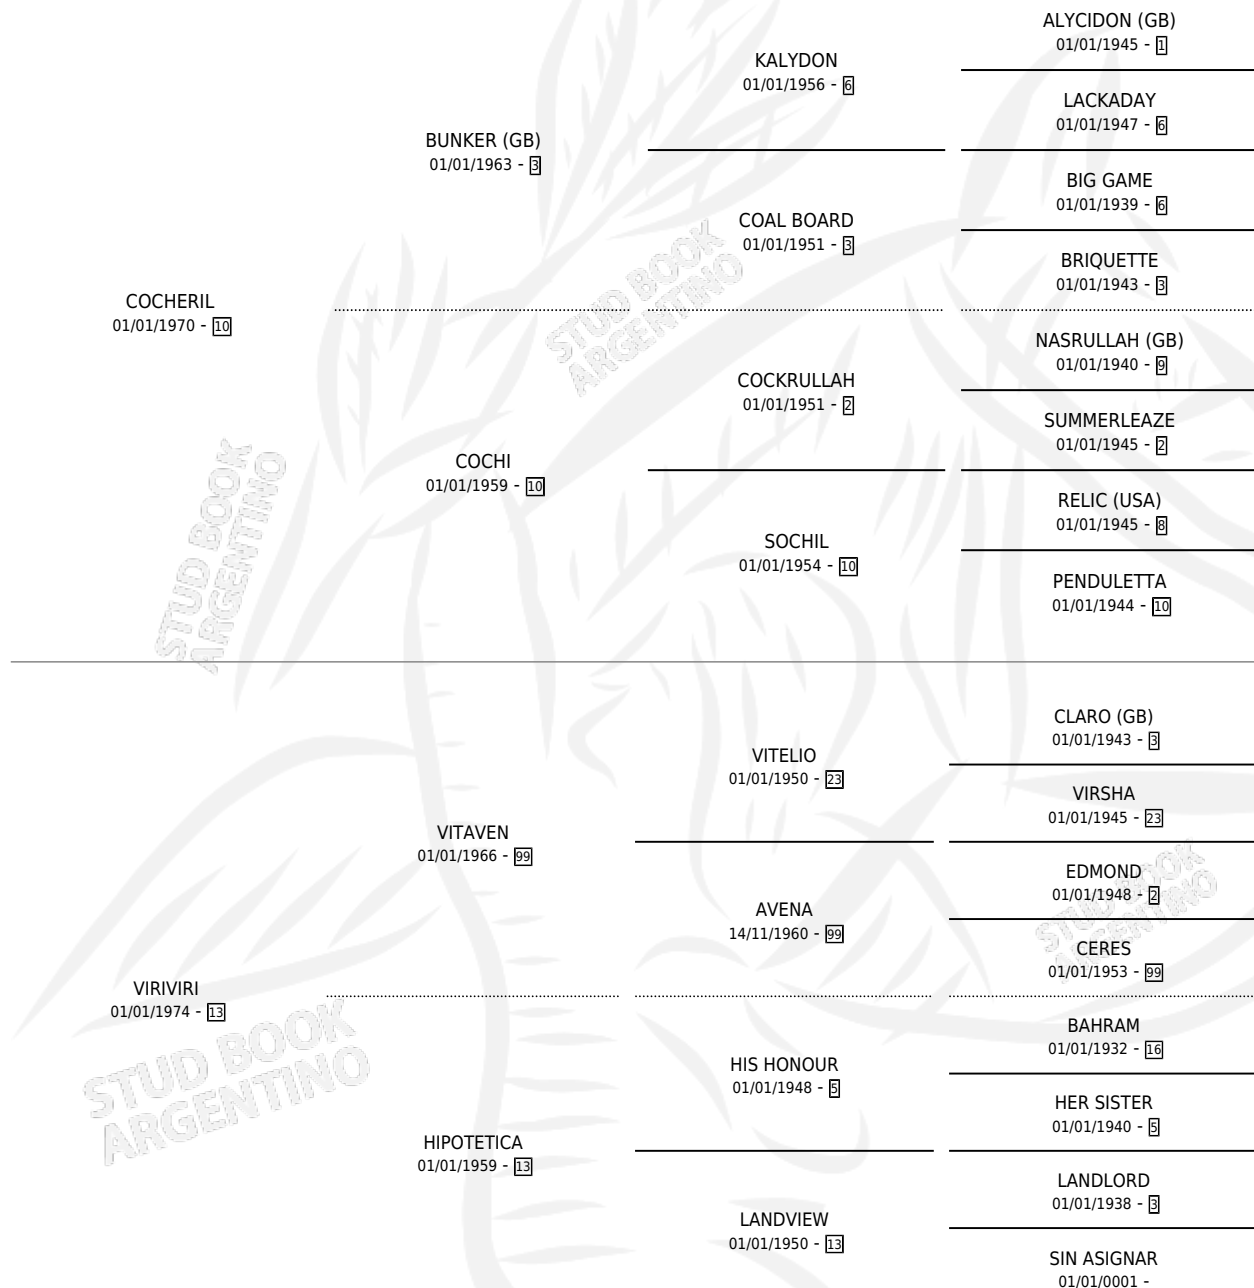 COCHERIL
01/01/1970 - 10
BUNKER (GB)
01/01/1963 - 3
KALYDON
01/01/1956 - 6
ALYCIDON (GB)
01/01/1945 - 1
LACKADAY
01/01/1947 - 6
COAL BOARD
01/01/1951 - 3
BIG GAME
01/01/1939 - 6
BRIQUETTE
01/01/1943 - 3
COCHI
01/01/1959 - 10
COCKRULLAH
01/01/1951 - 2
NASRULLAH (GB)
01/01/1940 - 9
SUMMERLEAZE
01/01/1945 - 2
SOCHIL
01/01/1954 - 10
RELIC (USA)
01/01/1945 - 8
PENDULETTA
01/01/1944 - 10
VIRIVIRI
01/01/1974 - 13
VITAVEN
01/01/1966 - 99
VITELIO
01/01/1950 - 23
CLARO (GB)
01/01/1943 - 3
VIRSHA
01/01/1945 - 23
AVENA
14/11/1960 - 99
EDMOND
01/01/1948 - 2
CERES
01/01/1953 - 99
HIPOTETICA
01/01/1959 - 13
HIS HONOUR
01/01/1948 - 5
BAHRAM
01/01/1932 - 16
HER SISTER
01/01/1940 - 5
LANDVIEW
01/01/1950 - 13
LANDLORD
01/01/1938 - 3
SIN ASIGNAR
01/01/0001 -
STUD BOOK
ARGENTINO
STUD BOOK
ARGENTINO
STUD BOOK
ARGENTINO
STUD BOOK
ARGENTINO